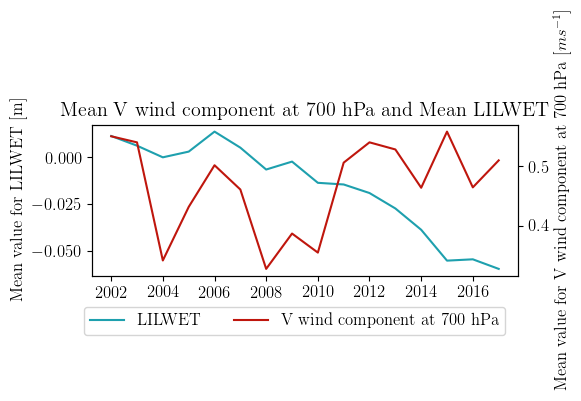 Mean V wind component at 700 hPa and Mean LILWET
Mean value for LILWET [m]
0.000
−0.025
−0.050
0.5
0.4
Mean value for V wind component at 700 hPa [ms⁻¹]
2002 2004 2006 2008 2010 2012 2014 2016
LILWET V wind component at 700 hPa